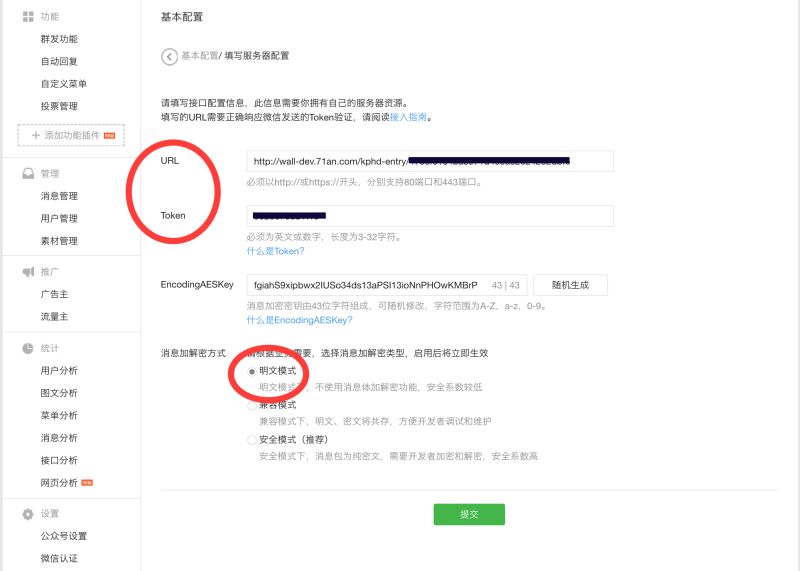 功能
群发功能
自动回复
自定义菜单
投票管理
+ 添加功能插件
管理
消息管理
用户管理
素材管理
推广
广告主
流量主
统计
用户分析
图文分析
菜单分析
消息分析
接口分析
网页分析
设置
公众号设置
微信认证
基本配置
基本配置/ 填写服务器配置
请填写接口配置信息，此信息需要你拥有自己的服务器资源。
填写的URL需要正确响应微信发送的Token验证，请阅读接入指南。
URL
http://wall-dev.71an.com/kphd-entry/
必须以http://或https://开头，分别支持80端口和443端口。
Token
必须为英文或数字，长度为3-32字符。
什么是Token?
EncodingAESKey
fgiahS9xipbwx2IUSo34ds13aPSI13ioNnPHOwKMBrP 43 | 43 随机生成
消息加密密钥由43位字符组成，可随机修改，字符范围为A-Z，a-z，0-9。
什么是EncodingAESKey?
消息加解密方式
根据业务需要，选择消息加解密类型，启用后将立即生效
明文模式
明文模式下，不使用消息体加解密功能，安全系数较低
兼容模式
兼容模式下，明文、密文将共存，方便开发者调试和维护
安全模式（推荐）
安全模式下，消息包为纯密文，需要开发者加密和解密，安全系数高
提交